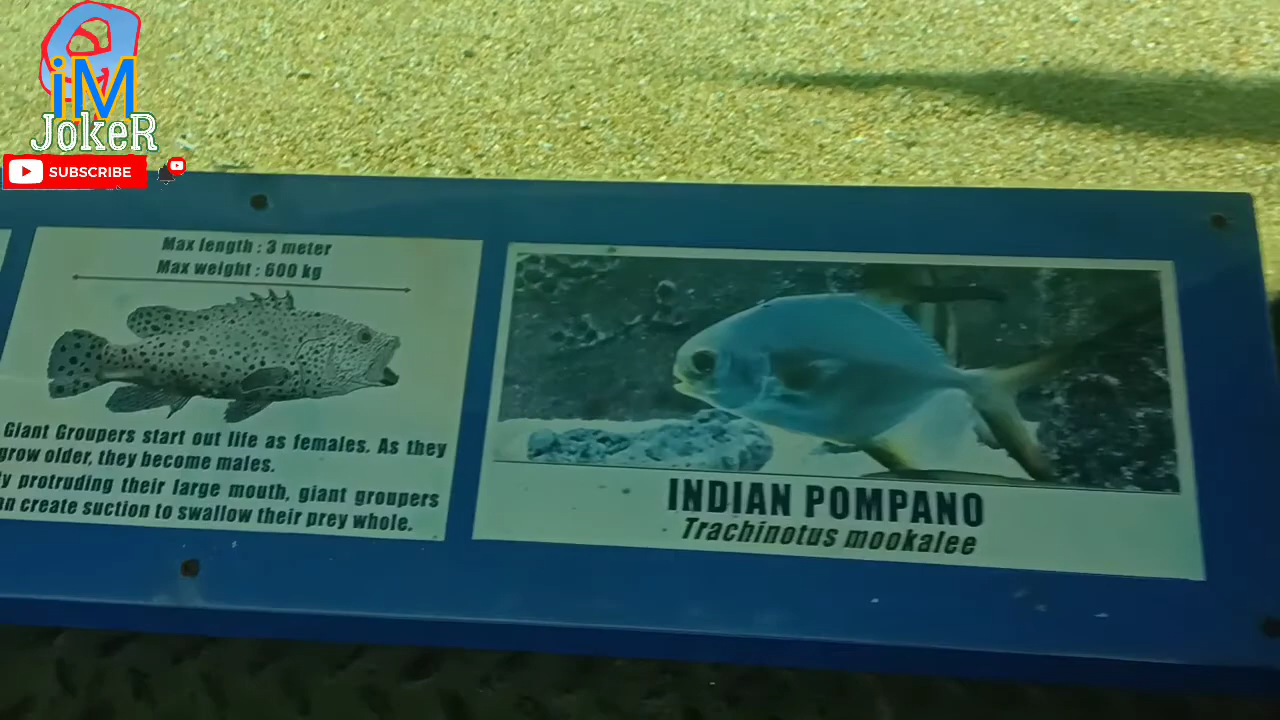 iM
JokeR
SUBSCRIBE
Max length : 3 meter
Max weight : 600 kg
Giant Groupers start out life as females. As they
grow older, they become males.
protruding their large mouth, giant groupers
create suction to swallow their prey whole.
INDIAN POMPANO
Trachinotus mookalee